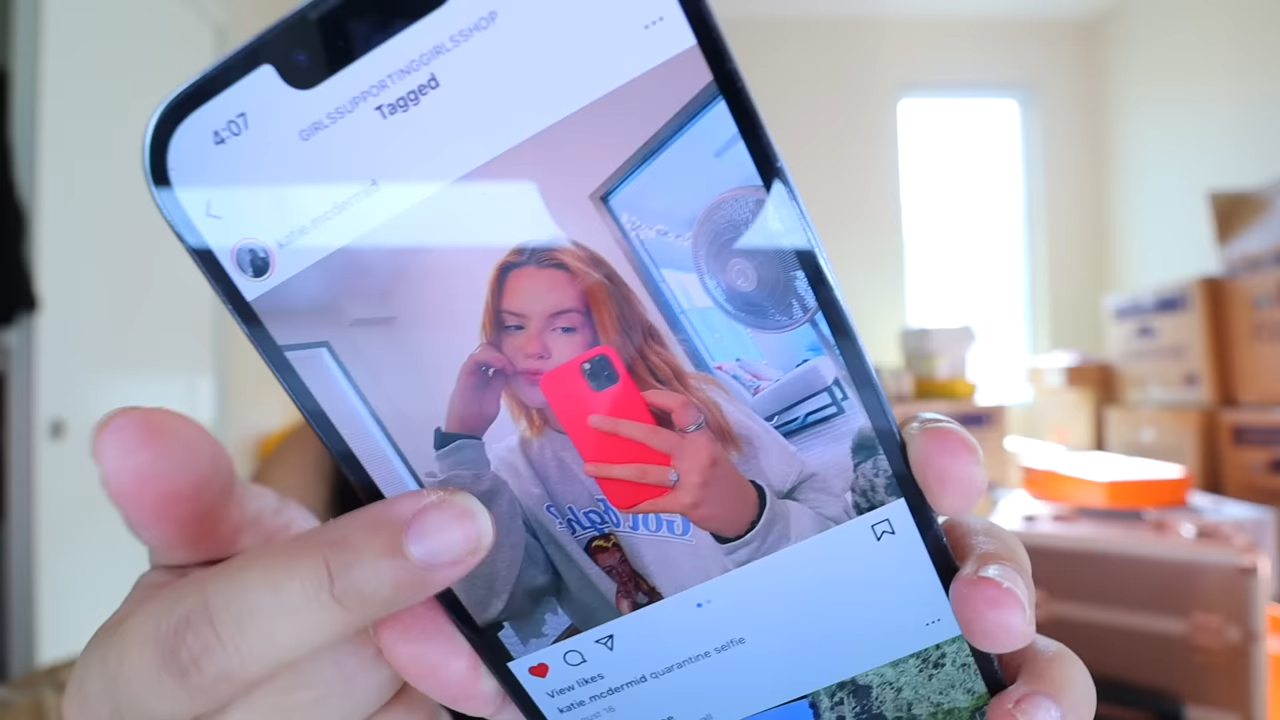 4:07
GIRLSSUPPORTINGGIRLSSHOP
Tagged
katie.mcdermid
View likes
katie.mcdermid quarantine selfie